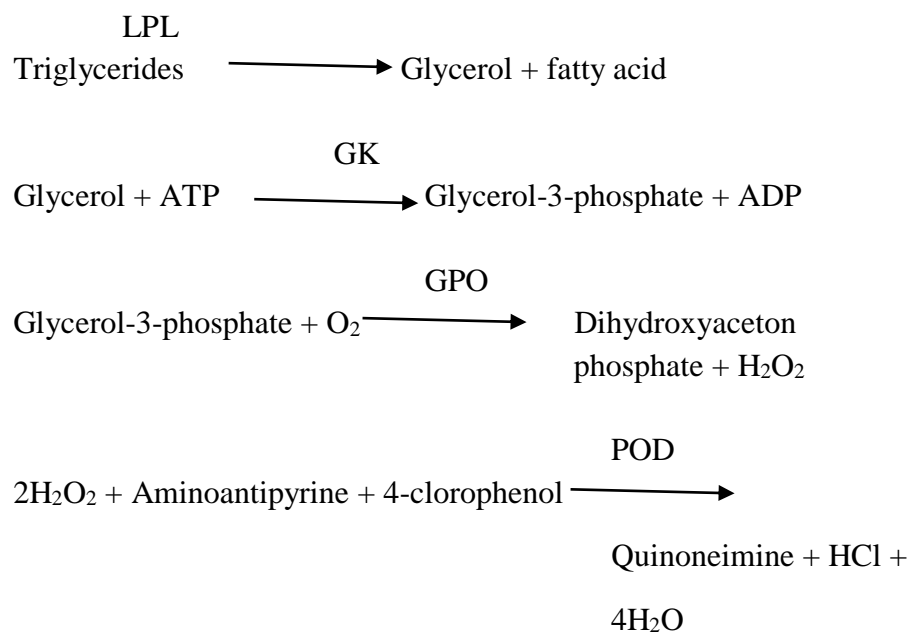 LPL
Triglycerides Glycerol + fatty acid
GK
Glycerol + ATP Glycerol-3-phosphate + ADP
GPO
Glycerol-3-phosphate + O₂ Dihydroxyaceton
phosphate + H₂O₂
POD
2H₂O₂ + Aminoantipyrine + 4-clorophenol
Quinoneimine + HCl +
4H₂O